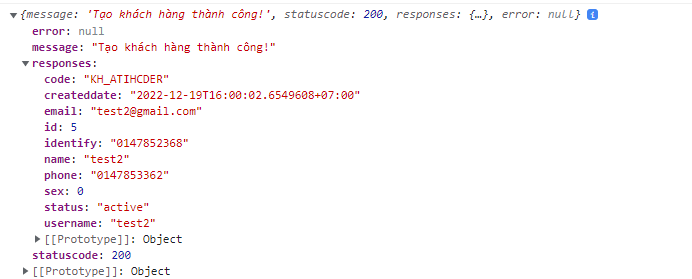 {message: 'Tạo khách hàng thành công!', statuscode: 200, responses: {…}, error: null} i
error: null
message: "Tạo khách hàng thành công!"
responses:
code: "KH_ATIHCDER"
createddate: "2022-12-19T16:00:02.6549608+07:00"
email: "test2@gmail.com"
id: 5
identify: "0147852368"
name: "test2"
phone: "0147853362"
sex: 0
status: "active"
username: "test2"
[[Prototype]]: Object
statuscode: 200
[[Prototype]]: Object